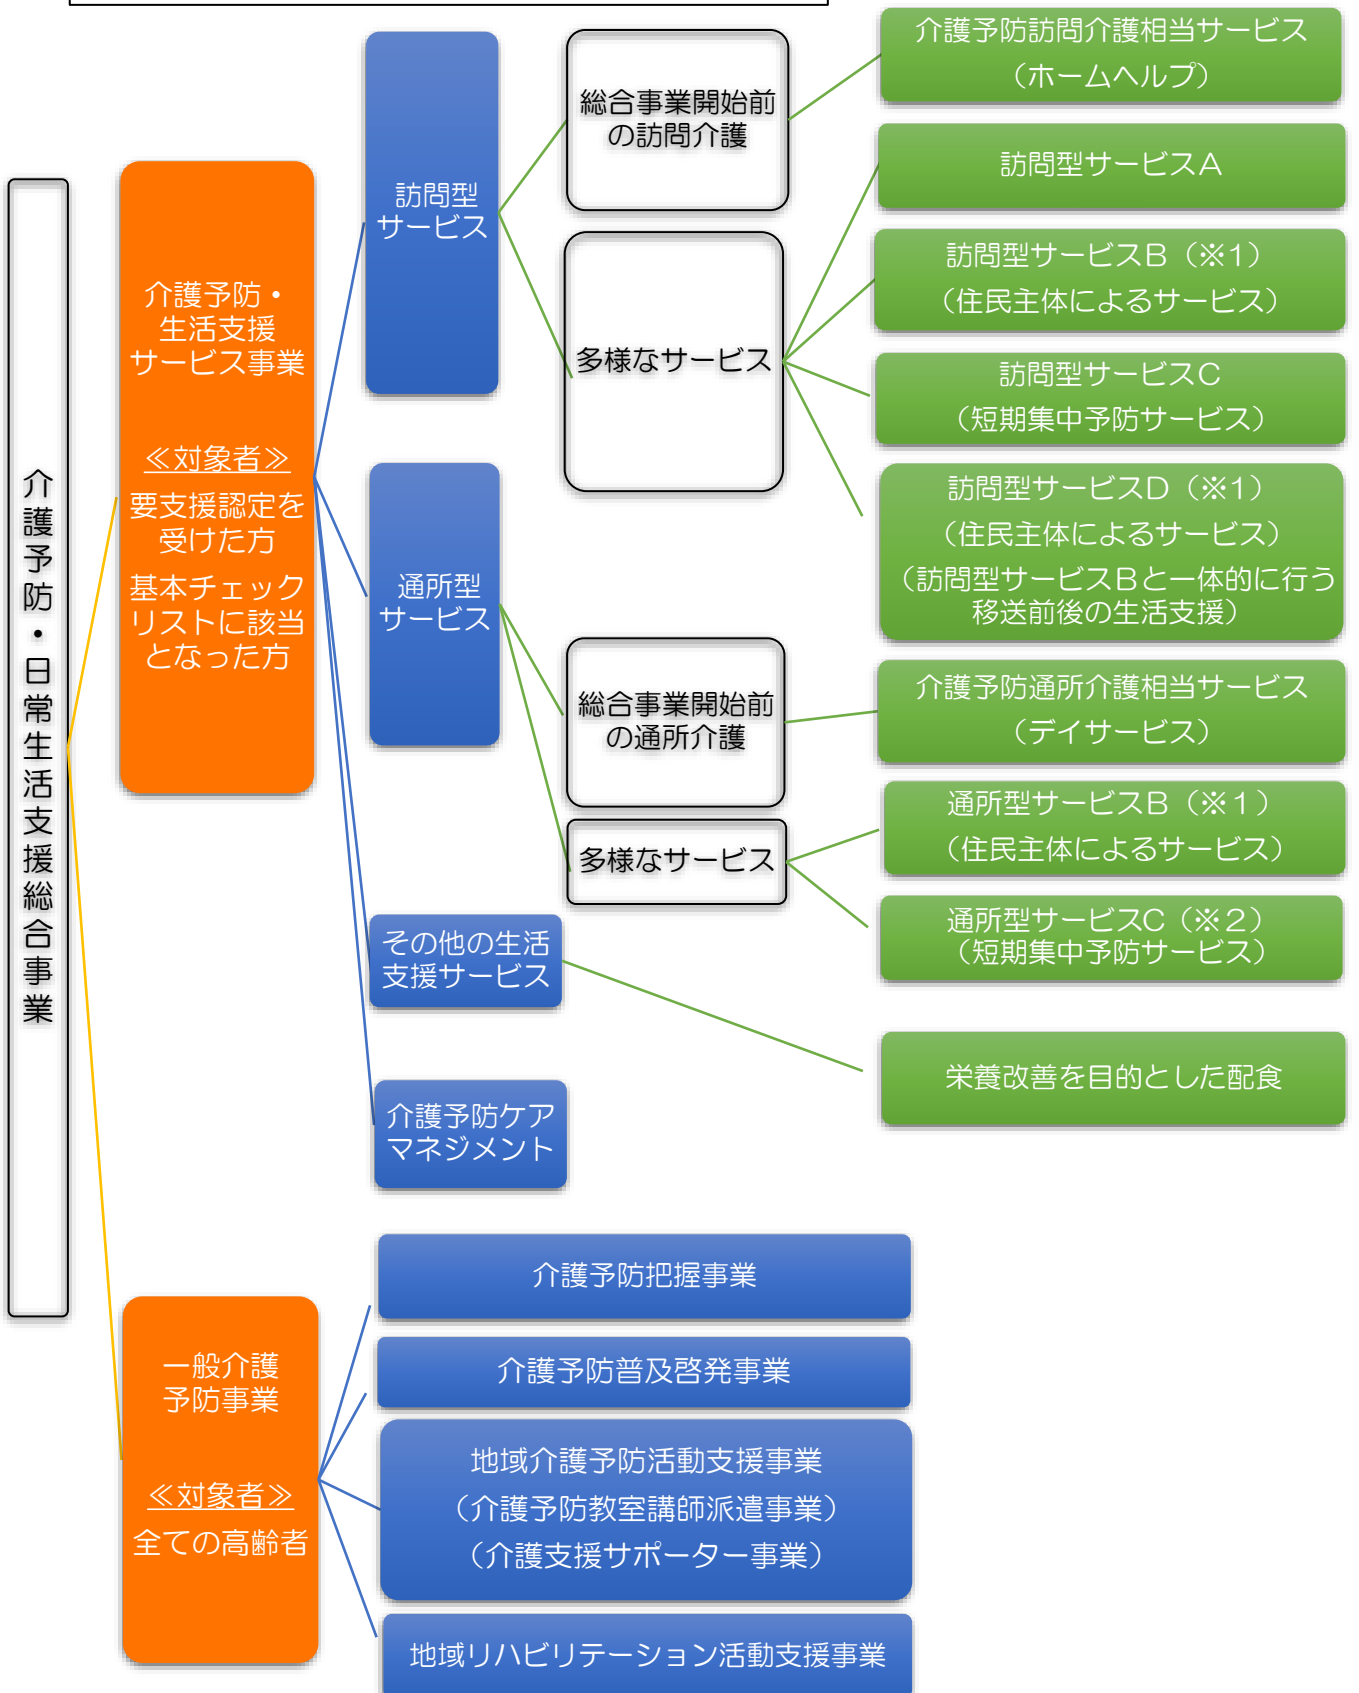 介護予防・日常生活支援総合事業
介護予防・
生活支援
サービス事業
≪対象者≫
要支援認定を
受けた方
基本チェック
リストに該当
となった方
訪問型
サービス
総合事業開始前
の訪問介護
介護予防訪問介護相当サービス
（ホームヘルプ）
多様なサービス
訪問型サービスA
訪問型サービスB（※1）
（住民主体によるサービス）
訪問型サービスC
（短期集中予防サービス）
訪問型サービスD（※1）
（住民主体によるサービス）
（訪問型サービスBと一体的に行う
移送前後の生活支援）
通所型
サービス
総合事業開始前
の通所介護
介護予防通所介護相当サービス
（デイサービス）
多様なサービス
通所型サービスB（※１）
（住民主体によるサービス）
通所型サービスC（※２）
（短期集中予防サービス）
その他の生活
支援サービス
栄養改善を目的とした配食
介護予防ケア
マネジメント
一般介護
予防事業
≪対象者≫
全ての高齢者
介護予防把握事業
介護予防普及啓発事業
地域介護予防活動支援事業
（介護予防教室講師派遣事業）
（介護支援サポーター事業）
地域リハビリテーション活動支援事業